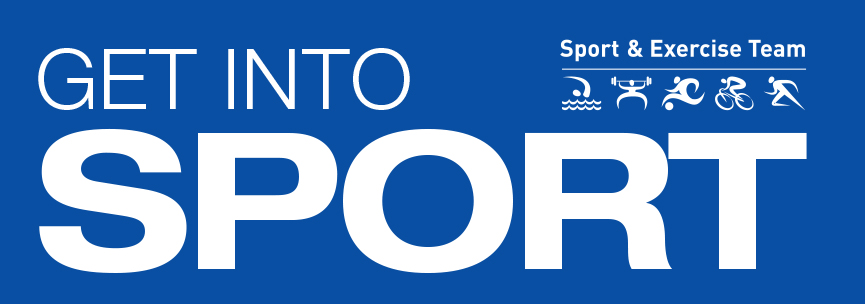 GET INTO
Sport & Exercise Team
SPORT